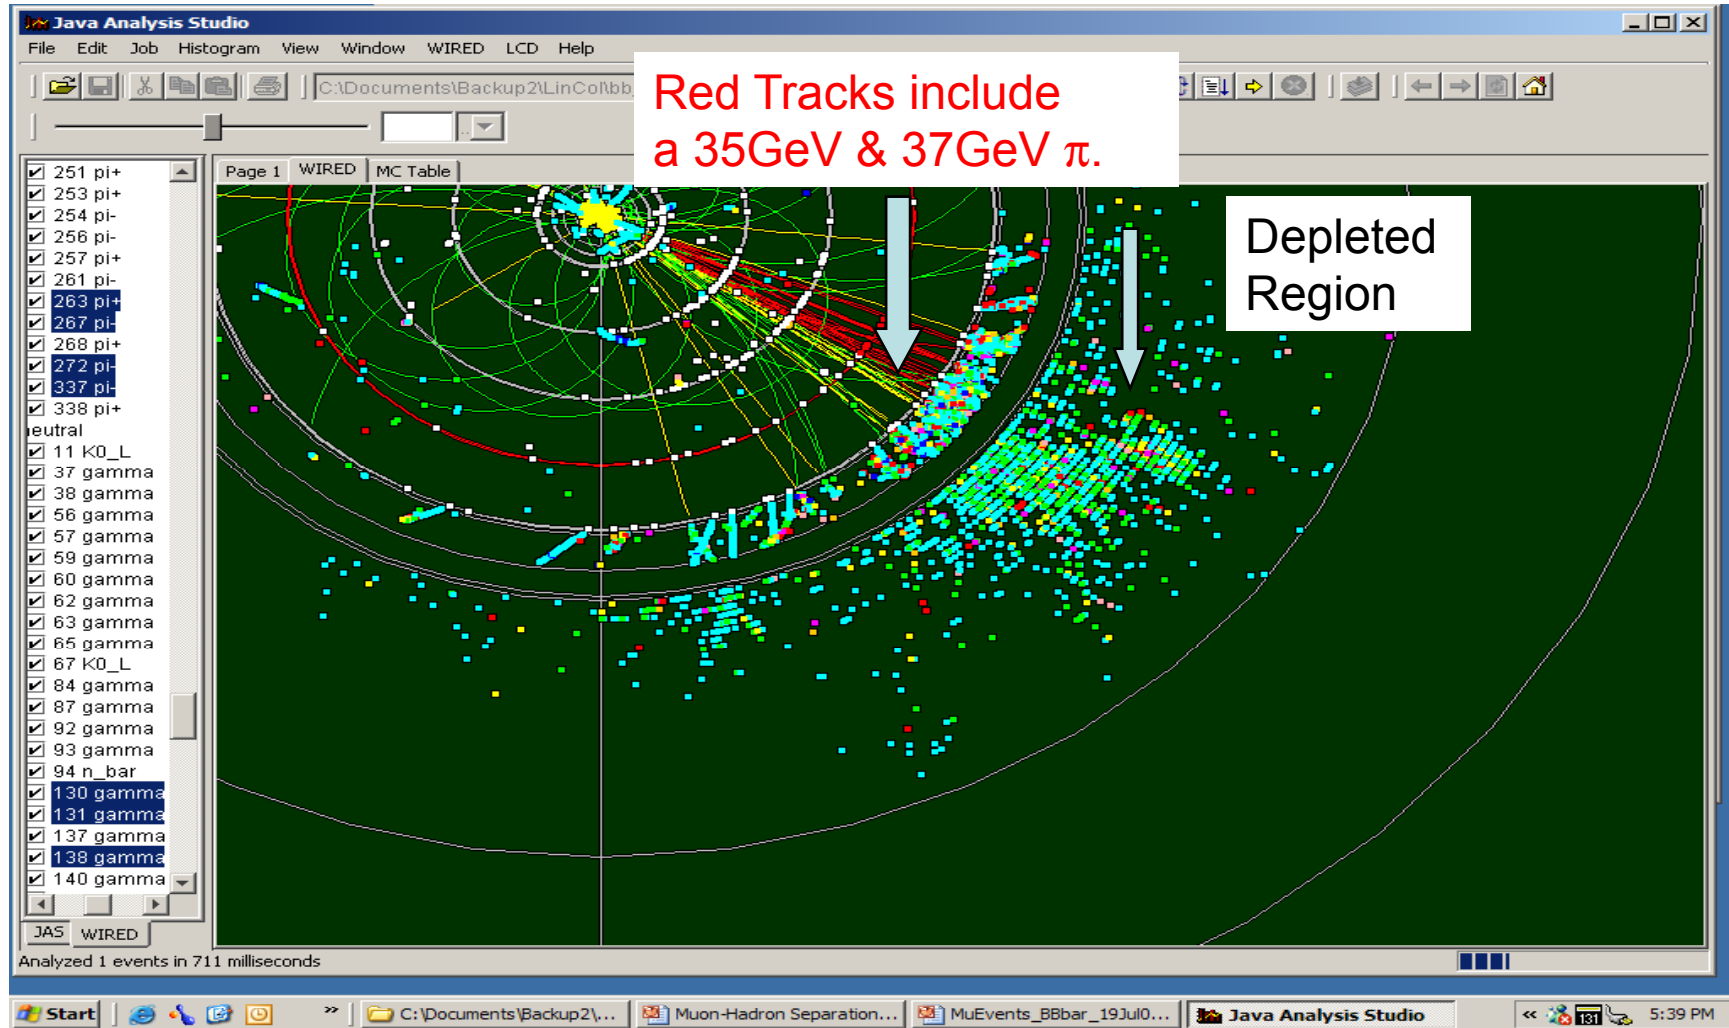 Java Analysis Studio
File Edit Job Histogram View Window WIRED LCD Help
C:\Documents\Backup2\LinCol\bb
Red Tracks include
a 35GeV & 37GeV π.
Page 1 WIRED MC Table
Depleted
Region
251 pi+
253 pi+
254 pi-
256 pi-
257 pi+
261 pi-
263 pi+
267 pi-
268 pi+
272 pi-
337 pi-
338 pi+
neutral
11 K0_L
37 gamma
38 gamma
56 gamma
57 gamma
59 gamma
60 gamma
62 gamma
63 gamma
65 gamma
67 K0_L
84 gamma
87 gamma
92 gamma
93 gamma
94 n_bar
130 gamma
131 gamma
137 gamma
138 gamma
140 gamma
JAS WIRED
Analyzed 1 events in 711 milliseconds
Start » C:\Documents\Backup2\... Muon-Hadron Separation... MuEvents_BBbar_19Jul0... Java Analysis Studio « 131 5:39 PM